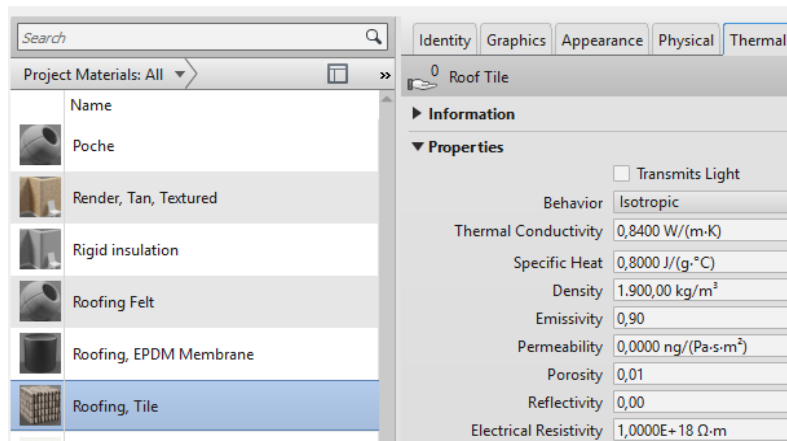 Search
Project Materials: All
»
Name
Poche
Render, Tan, Textured
Rigid insulation
Roofing Felt
Roofing, EPDM Membrane
Roofing, Tile
Identity Graphics Appearance Physical Thermal
0
Roof Tile
Information
Properties
Transmits Light
Behavior Isotropic
Thermal Conductivity 0,8400 W/(m·K)
Specific Heat 0,8000 J/(g·°C)
Density 1.900,00 kg/m³
Emissivity 0,90
Permeability 0,0000 ng/(Pa·s·m²)
Porosity 0,01
Reflectivity 0,00
Electrical Resistivity 1,0000E+18 Ω·m